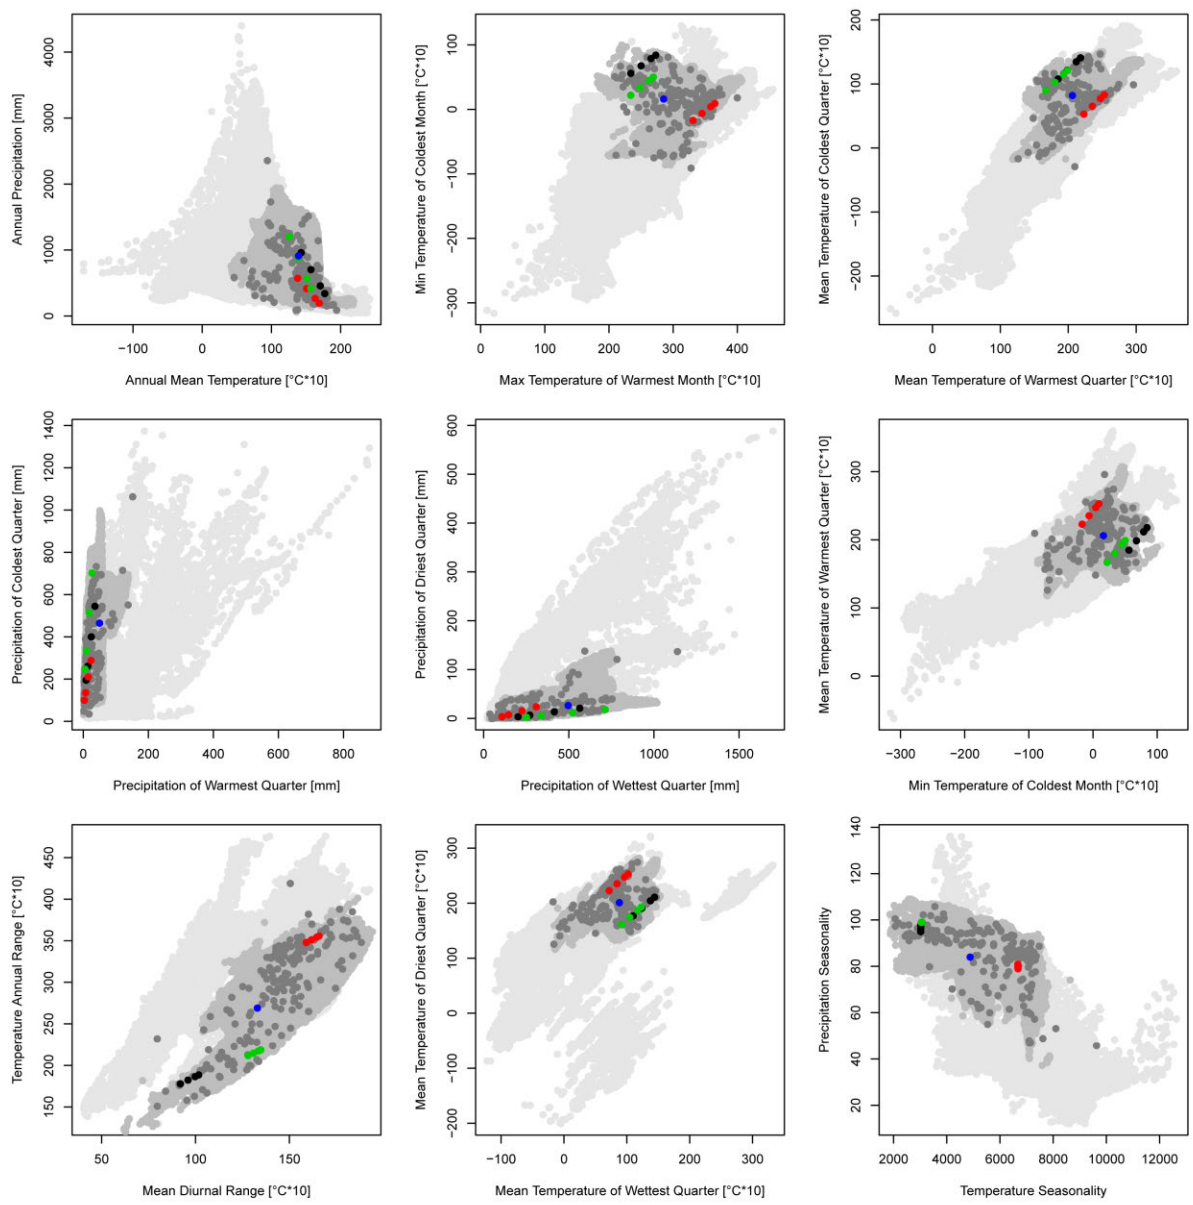 Annual Precipitation [mm]
4000
3000
2000
1000
0
−100 0 100 200
Annual Mean Temperature [°C*10]
Min Temperature of Coldest Month [°C*10]
100
0
−100
−200
−300
0 100 200 300 400
Max Temperature of Warmest Month [°C*10]
Mean Temperature of Coldest Quarter [°C*10]
200
100
0
−100
−200
0 100 200 300
Mean Temperature of Warmest Quarter [°C*10]
Precipitation of Coldest Quarter [mm]
1400
1200
1000
800
600
400
200
0
0 200 400 600 800
Precipitation of Warmest Quarter [mm]
Precipitation of Driest Quarter [mm]
600
500
400
300
200
100
0
0 500 1000 1500
Precipitation of Wettest Quarter [mm]
Mean Temperature of Warmest Quarter [°C*10]
300
200
100
0
−300 −200 −100 0 100
Min Temperature of Coldest Month [°C*10]
Temperature Annual Range [°C*10]
450
400
350
300
250
200
150
50 100 150
Mean Diurnal Range [°C*10]
Mean Temperature of Driest Quarter [°C*10]
300
200
100
0
−100
−200
−100 0 100 200 300
Mean Temperature of Wettest Quarter [°C*10]
Precipitation Seasonality
140
120
100
80
60
40
20
2000 4000 6000 8000 10000 12000
Temperature Seasonality